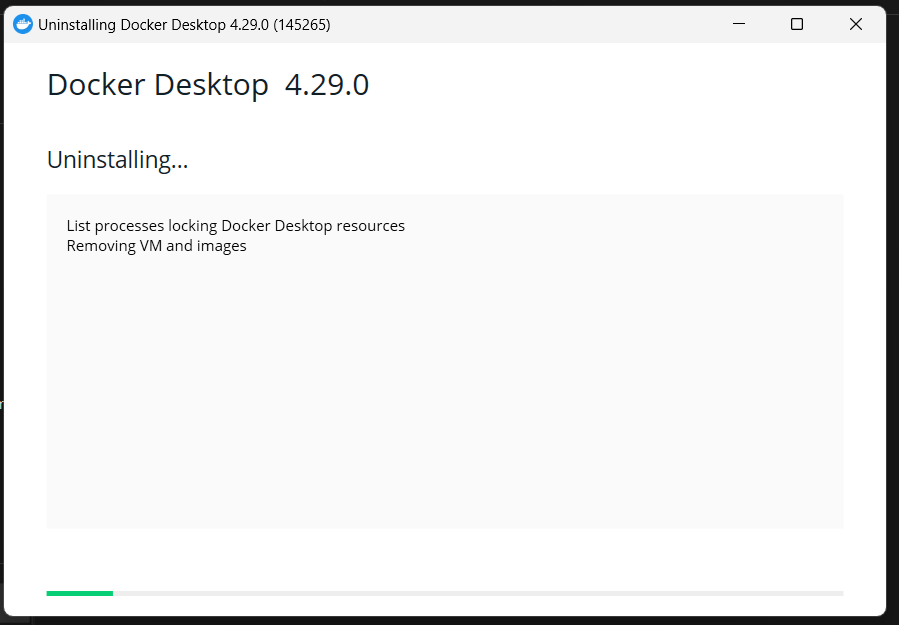 Uninstalling Docker Desktop 4.29.0 (145265)
Docker Desktop 4.29.0
Uninstalling...
List processes locking Docker Desktop resources
Removing VM and images